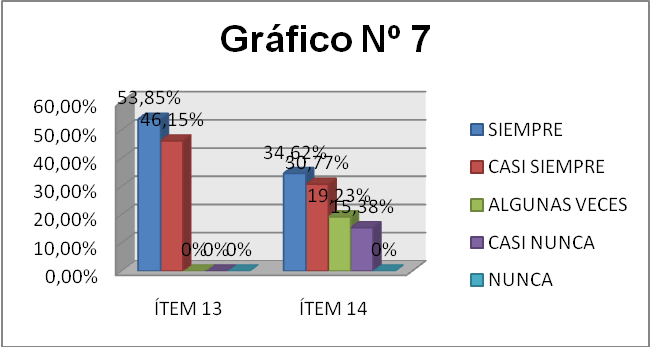 Gráfico Nº 7
60,00%
50,00%
40,00%
30,00%
20,00%
10,00%
0,00%
53,85%
46,15%
0%
0%
0%
34,62%
30,77%
19,23%
15,38%
0%
ÍTEM 13
ÍTEM 14
SIEMPRE
CASI SIEMPRE
ALGUNAS VECES
CASI NUNCA
NUNCA